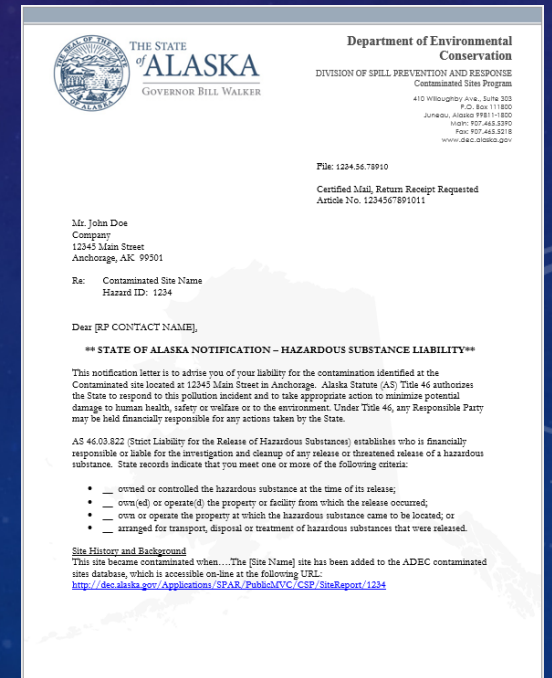 THE SEAL OF THE STATE
OF ALASKA
THE STATE
of ALASKA
GOVERNOR BILL WALKER
Department of Environmental
Conservation
DIVISION OF SPILL PREVENTION AND RESPONSE
Contaminated Sites Program
410 Willoughby Ave., Suite 303
P.O. Box 111800
Juneau, Alaska 99811-1800
Main: 907.465.5390
Fax: 907.465.5218
www.dec.alaska.gov
File: 1234.56.78910
Certified Mail, Return Receipt Requested
Article No. 1234567891011
Mr. John Doe
Company
12345 Main Street
Anchorage, AK 99501
Re: Contaminated Site Name
Hazard ID: 1234
Dear [RP CONTACT NAME],
** STATE OF ALASKA NOTIFICATION – HAZARDOUS SUBSTANCE LIABILITY**
This notification letter is to advise you of your liability for the contamination identified at the
Contaminated site located at 12345 Main Street in Anchorage. Alaska Statute (AS) Title 46 authorizes
the State to respond to this pollution incident and to take appropriate action to minimize potential
damage to human health, safety or welfare or to the environment. Under Title 46, any Responsible Party
may be held financially responsible for any actions taken by the State.
AS 46.03.822 (Strict Liability for the Release of Hazardous Substances) establishes who is financially
responsible or liable for the investigation and cleanup of any release or threatened release of a hazardous
substance. State records indicate that you meet one or more of the following criteria:
• __ owned or controlled the hazardous substance at the time of its release;
• __ own(ed) or operate(d) the property or facility from which the release occurred;
• __ own or operate the property at which the hazardous substance came to be located; or
• __ arranged for transport, disposal or treatment of hazardous substances that were released.
Site History and Background
This site became contaminated when….The [Site Name] site has been added to the ADEC contaminated
sites database, which is accessible on-line at the following URL:
http://dec.alaska.gov/Applications/SPAR/PublicMVC/CSP/SiteReport/1234